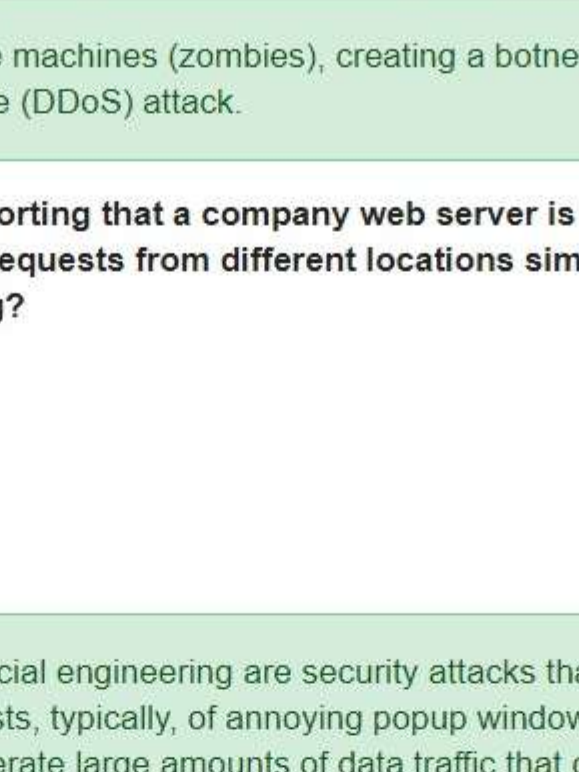 machines (zombies), creating a botne
(DDoS) attack.
orting that a company web server is
equests from different locations sim
g?
cial engineering are security attacks tha
sts, typically, of annoying popup window
erate large amounts of data traffic that